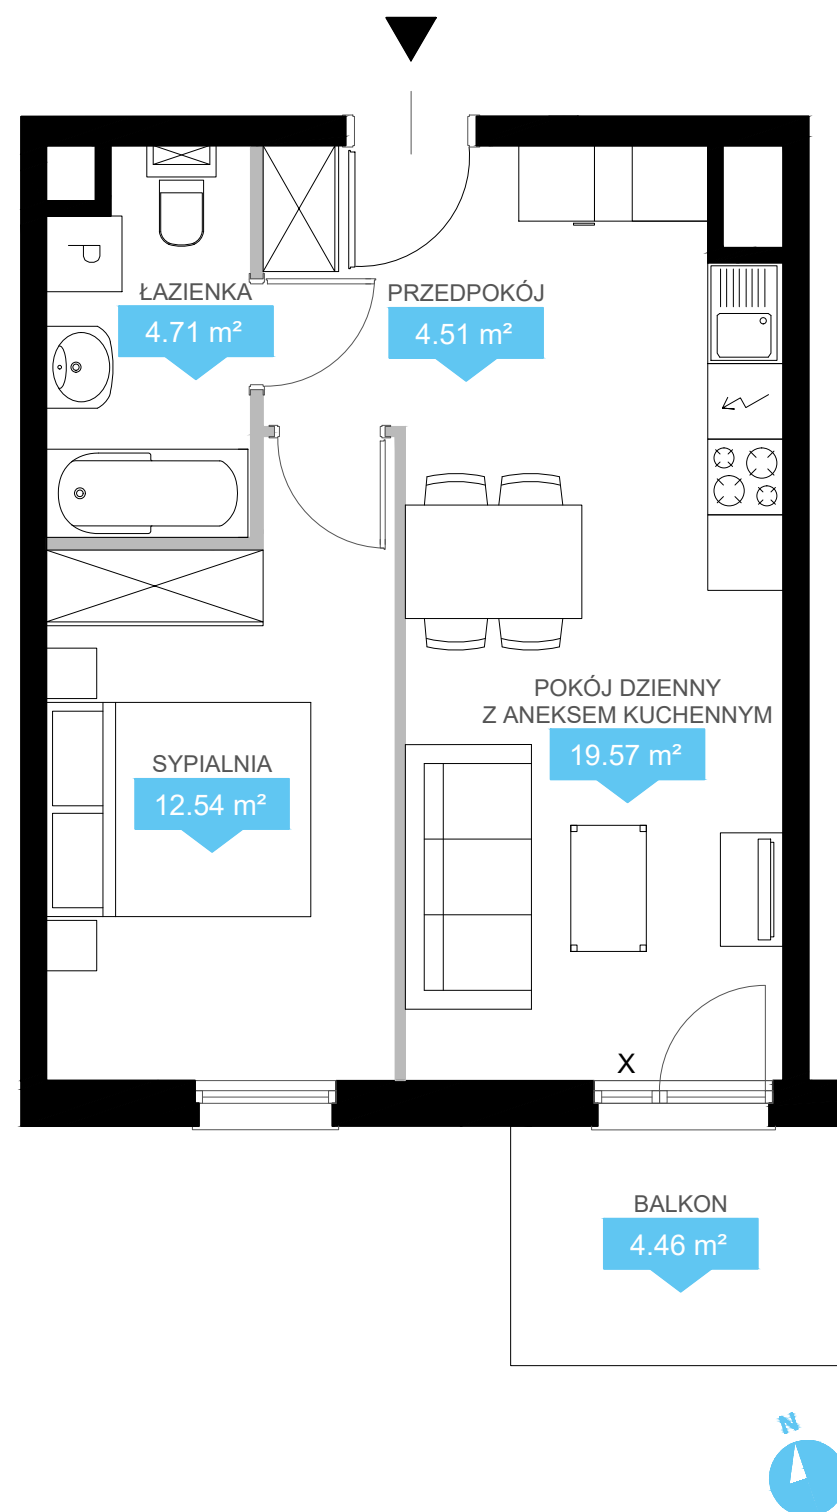 ŁAZIENKA
4.71 m²
PRZEDPOKÓJ
4.51 m²
P
POKÓJ DZIENNY
Z ANEKSEM KUCHENNYM
19.57 m²
SYPIALNIA
12.54 m²
X
BALKON
4.46 m²
N